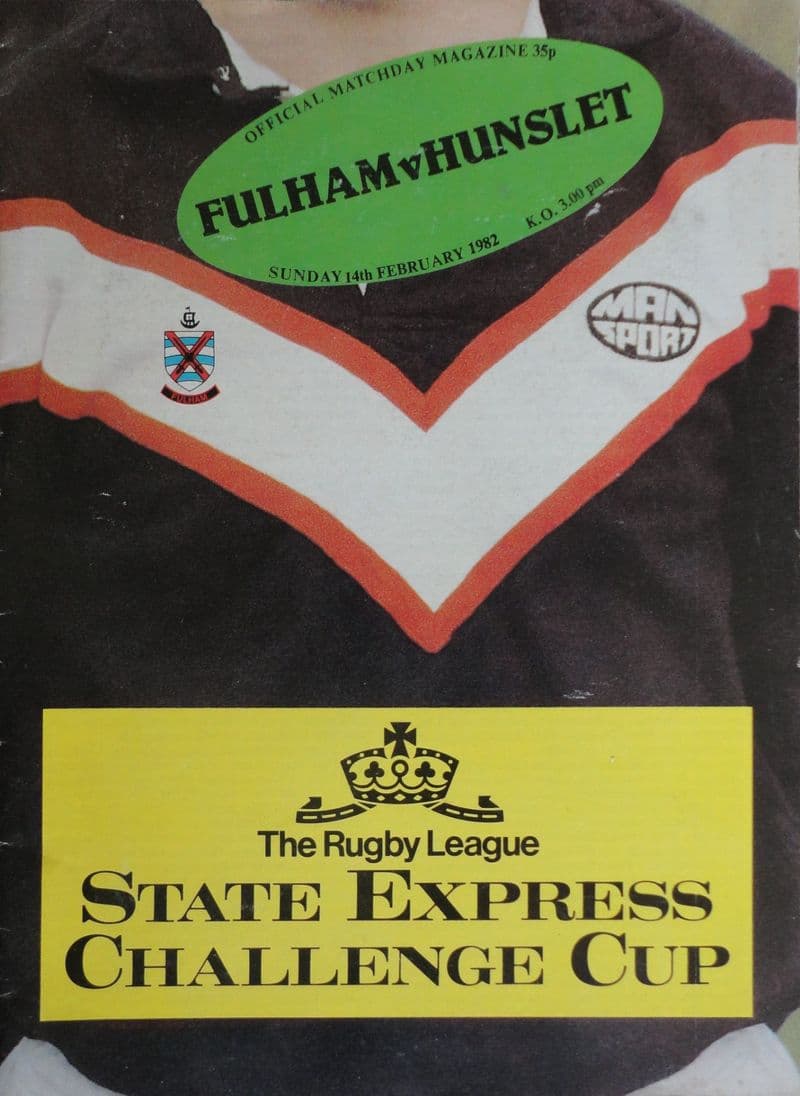 OFFICIAL MATCHDAY MAGAZINE 35p
FULHAM v HUNSLET
K.O. 3.00 pm
SUNDAY 14th FEBRUARY 1982
MAN
SPORT
FULHAM
The Rugby League
STATE EXPRESS
CHALLENGE CUP